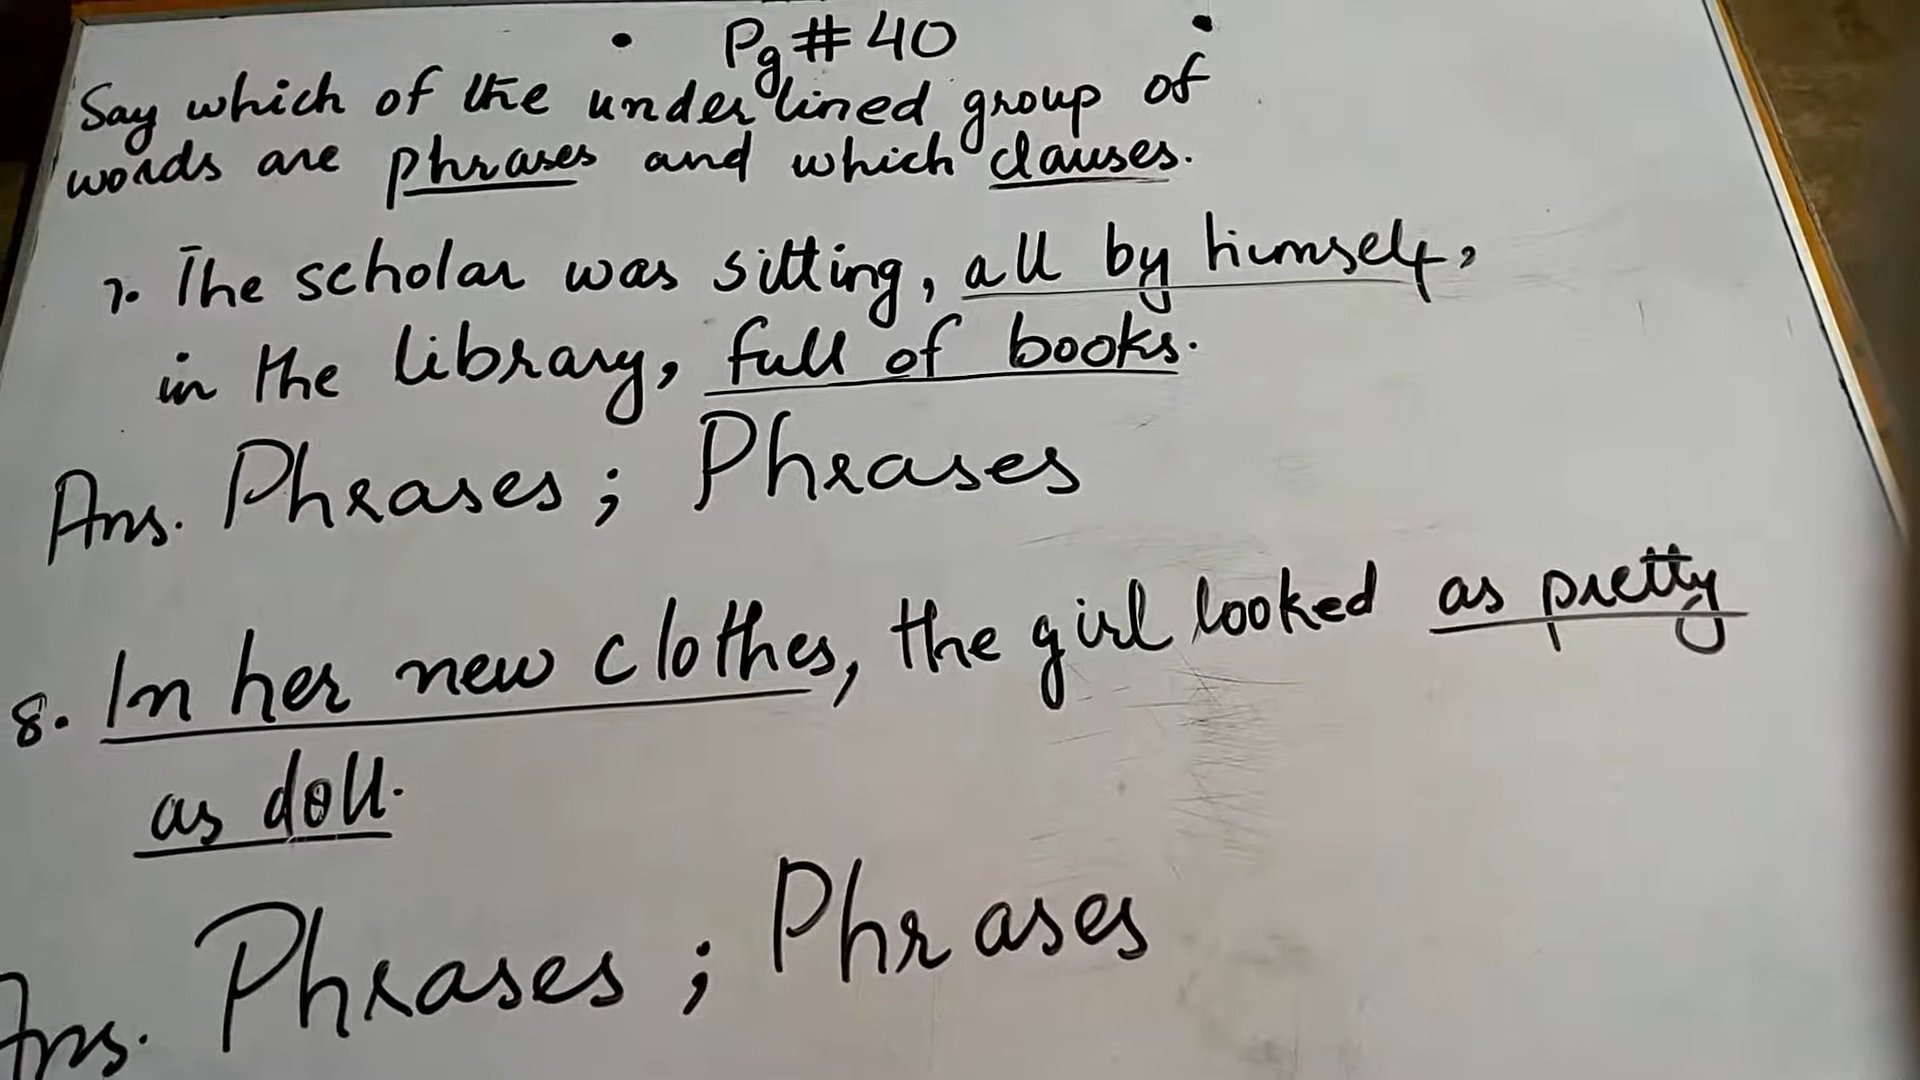 Pg # 40
Say which of the underlined group of
words are phrases and which clauses.
7. The scholar was sitting, all by himself,
in the library, full of books.
Ans. Phrases ; Phrases
8. In her new clothes, the girl looked as pretty
as doll.
Ans. Phrases ; Phrases